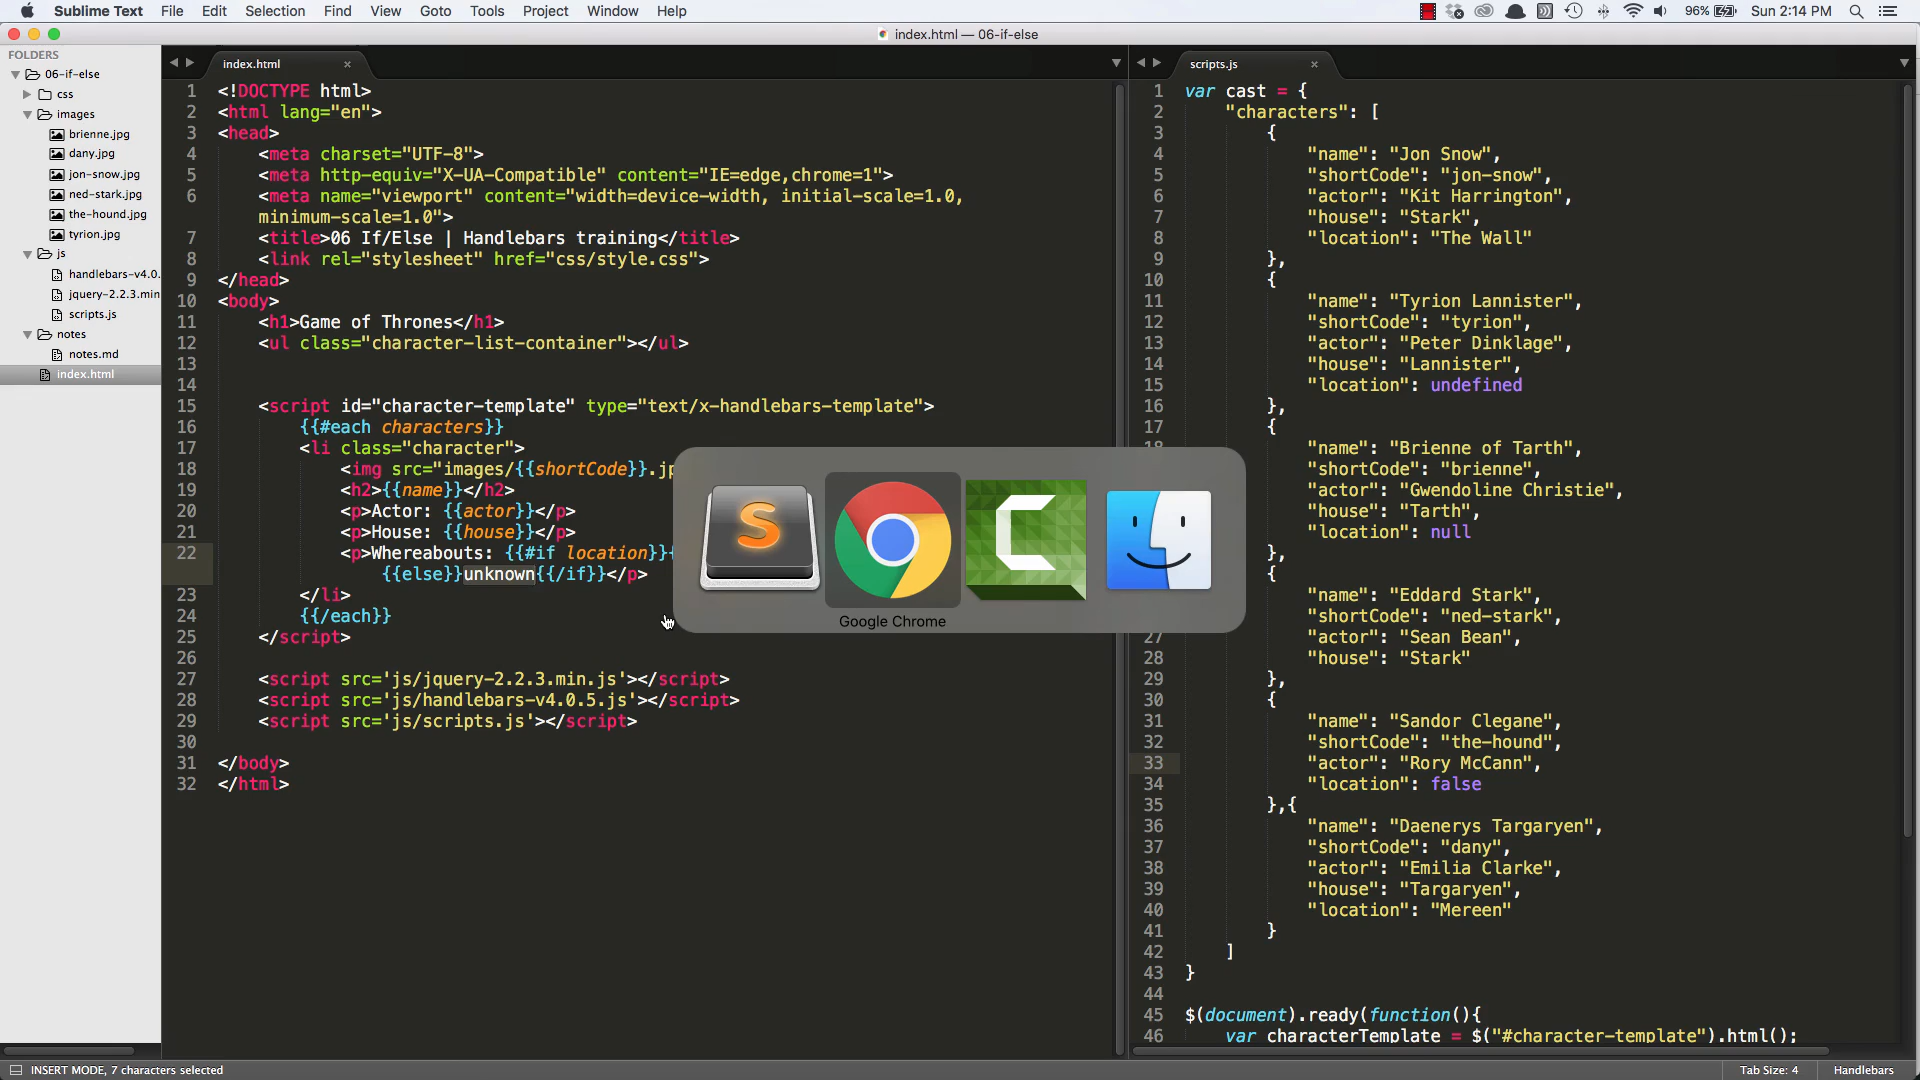 Sublime Text File Edit Selection Find View Goto Tools Project Window Help 96% Sun 2:14 PM
index.html — 06-if-else
FOLDERS
06-if-else
css
images
brienne.jpg
dany.jpg
jon-snow.jpg
ned-stark.jpg
the-hound.jpg
tyrion.jpg
js
handlebars-v4.0.
jquery-2.2.3.min
scripts.js
notes
notes.md
index.html
index.html
1 <!DOCTYPE html>
2 <html lang="en">
3 <head>
4 <meta charset="UTF-8">
5 <meta http-equiv="X-UA-Compatible" content="IE=edge,chrome=1">
6 <meta name="viewport" content="width=device-width, initial-scale=1.0,
minimum-scale=1.0">
7 <title>06 If/Else | Handlebars training</title>
8 <link rel="stylesheet" href="css/style.css">
9 </head>
10 <body>
11 <h1>Game of Thrones</h1>
12 <ul class="character-list-container"></ul>
13
14
15 <script id="character-template" type="text/x-handlebars-template">
16 {{#each characters}}
17 <li class="character">
18 <img src="images/{{shortCode}}.jp
19 <h2>{{name}}</h2>
20 <p>Actor: {{actor}}</p>
21 <p>House: {{house}}</p>
22 <p>Whereabouts: {{#if location}}{
{{else}}unknown{{/if}}</p>
23 </li>
24 {{/each}}
25 </script>
26
27 <script src='js/jquery-2.2.3.min.js'></script>
28 <script src='js/handlebars-v4.0.5.js'></script>
29 <script src='js/scripts.js'></script>
30
31 </body>
32 </html>
Google Chrome
scripts.js
1 var cast = {
2 "characters": [
3 {
4 "name": "Jon Snow",
5 "shortCode": "jon-snow",
6 "actor": "Kit Harrington",
7 "house": "Stark",
8 "location": "The Wall"
9 },
10 {
11 "name": "Tyrion Lannister",
12 "shortCode": "tyrion",
13 "actor": "Peter Dinklage",
14 "house": "Lannister",
15 "location": undefined
16 },
17 {
18 "name": "Brienne of Tarth",
"shortCode": "brienne",
"actor": "Gwendoline Christie",
"house": "Tarth",
"location": null
},
{
"name": "Eddard Stark",
"shortCode": "ned-stark",
27 "actor": "Sean Bean",
28 "house": "Stark"
29 },
30 {
31 "name": "Sandor Clegane",
32 "shortCode": "the-hound",
33 "actor": "Rory McCann",
34 "location": false
35 },{
36 "name": "Daenerys Targaryen",
37 "shortCode": "dany",
38 "actor": "Emilia Clarke",
39 "house": "Targaryen",
40 "location": "Mereen"
41 }
42 ]
43 }
44
45 $(document).ready(function(){
46 var characterTemplate = $("#character-template").html();
INSERT MODE, 7 characters selected
Tab Size: 4 Handlebars